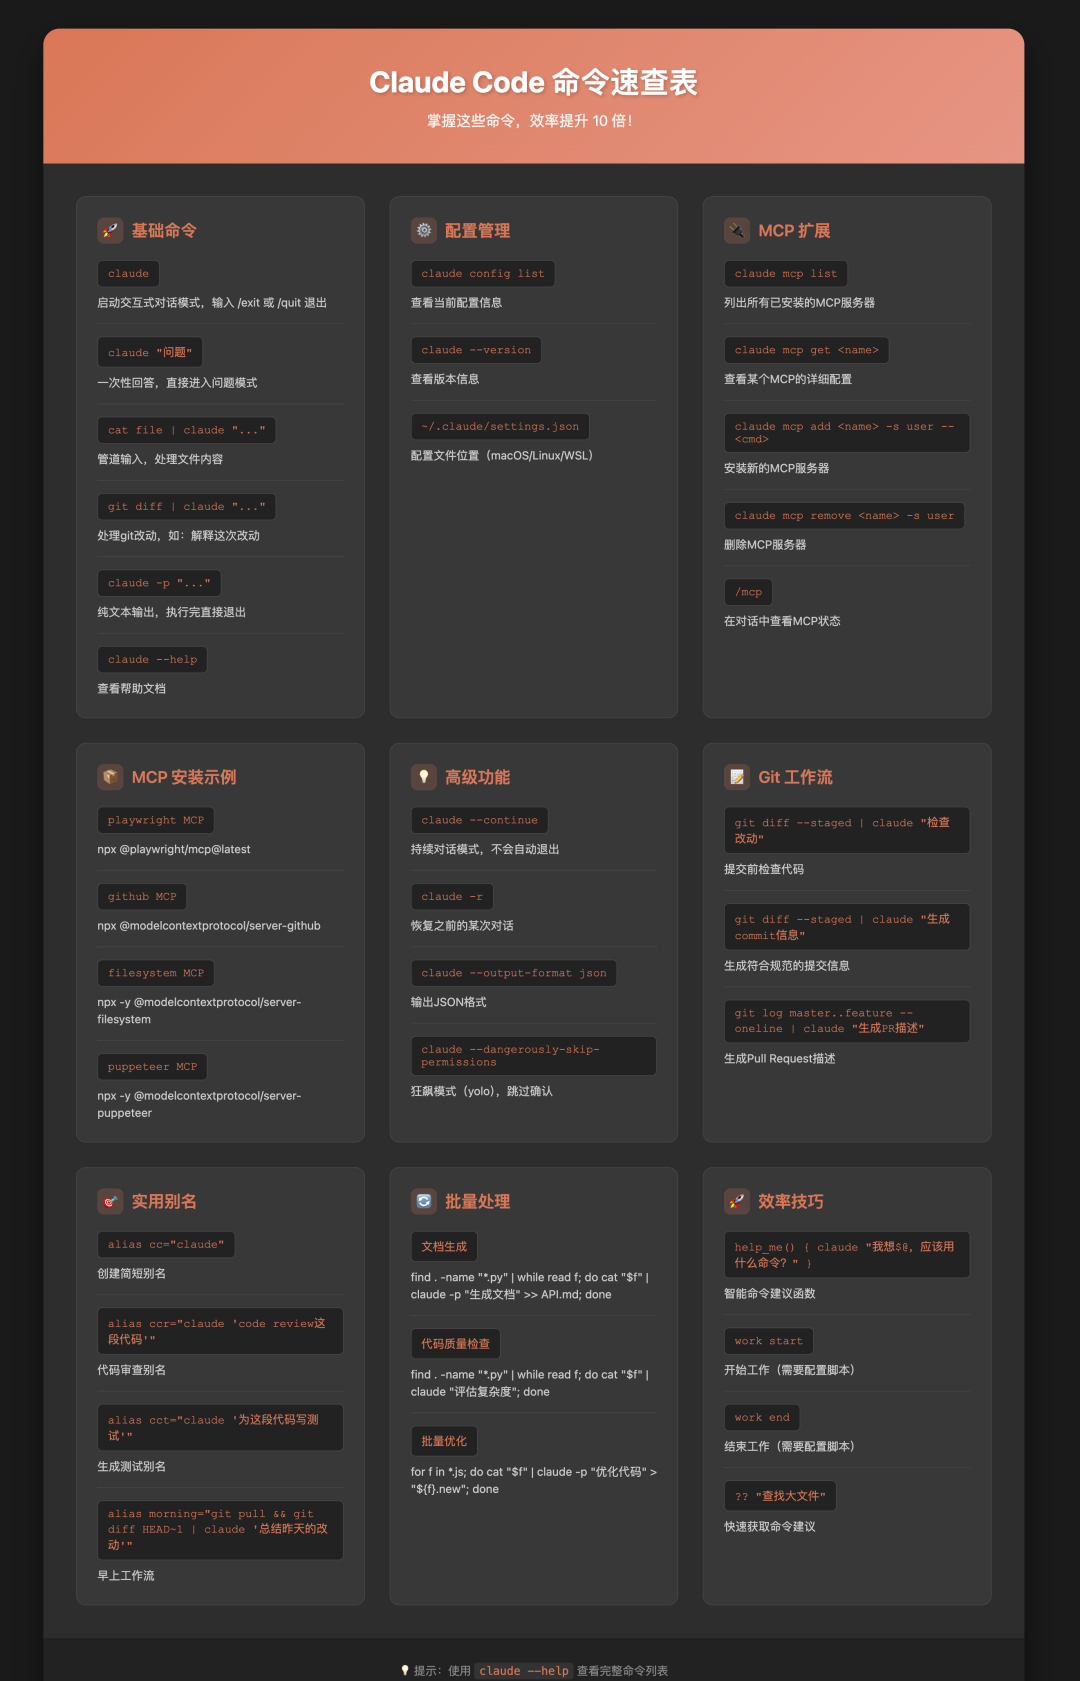 Claude Code 命令速查表
掌握这些命令，效率提升 10 倍！
基础命令
claude
启动交互式对话模式，输入 /exit 或 /quit 退出
claude "问题"
一次性回答，直接进入问题模式
cat file | claude "..."
管道输入，处理文件内容
git diff | claude "..."
处理git改动，如：解释这次改动
claude -p "..."
纯文本输出，执行完直接退出
claude --help
查看帮助文档
配置管理
claude config list
查看当前配置信息
claude --version
查看版本信息
~/.claude/settings.json
配置文件位置（macOS/Linux/WSL）
MCP 扩展
claude mcp list
列出所有已安装的MCP服务器
claude mcp get <name>
查看某个MCP的详细配置
claude mcp add <name> -s user --
<cmd>
安装新的MCP服务器
claude mcp remove <name> -s user
删除MCP服务器
/mcp
在对话中查看MCP状态
MCP 安装示例
playwright MCP
npx @playwright/mcp@latest
github MCP
npx @modelcontextprotocol/server-github
filesystem MCP
npx -y @modelcontextprotocol/server-
filesystem
puppeteer MCP
npx -y @modelcontextprotocol/server-
puppeteer
高级功能
claude --continue
持续对话模式，不会自动退出
claude -r
恢复之前的某次对话
claude --output-format json
输出JSON格式
claude --dangerously-skip-
permissions
狂飙模式（yolo），跳过确认
Git 工作流
git diff --staged | claude "检查
改动"
提交前检查代码
git diff --staged | claude "生成
commit信息"
生成符合规范的提交信息
git log master..feature --
oneline | claude "生成PR描述"
生成Pull Request描述
实用别名
alias cc="claude"
创建简短别名
alias ccr="claude 'code review这
段代码'"
代码审查别名
alias cct="claude '为这段代码写测
试'"
生成测试别名
alias morning="git pull && git
diff HEAD~1 | claude '总结昨天的改
动'"
早上工作流
批量处理
文档生成
find . -name "*.py" | while read f; do cat "$f" |
claude -p "生成文档" >> API.md; done
代码质量检查
find . -name "*.py" | while read f; do cat "$f" |
claude "评估复杂度"; done
批量优化
for f in *.js; do cat "$f" | claude -p "优化代码" >
"${f}.new"; done
效率技巧
help_me() { claude "我想$@，应该用
什么命令？" }
智能命令建议函数
work start
开始工作（需要配置脚本）
work end
结束工作（需要配置脚本）
?? "查找大文件"
快速获取命令建议
提示：使用 claude --help 查看完整命令列表